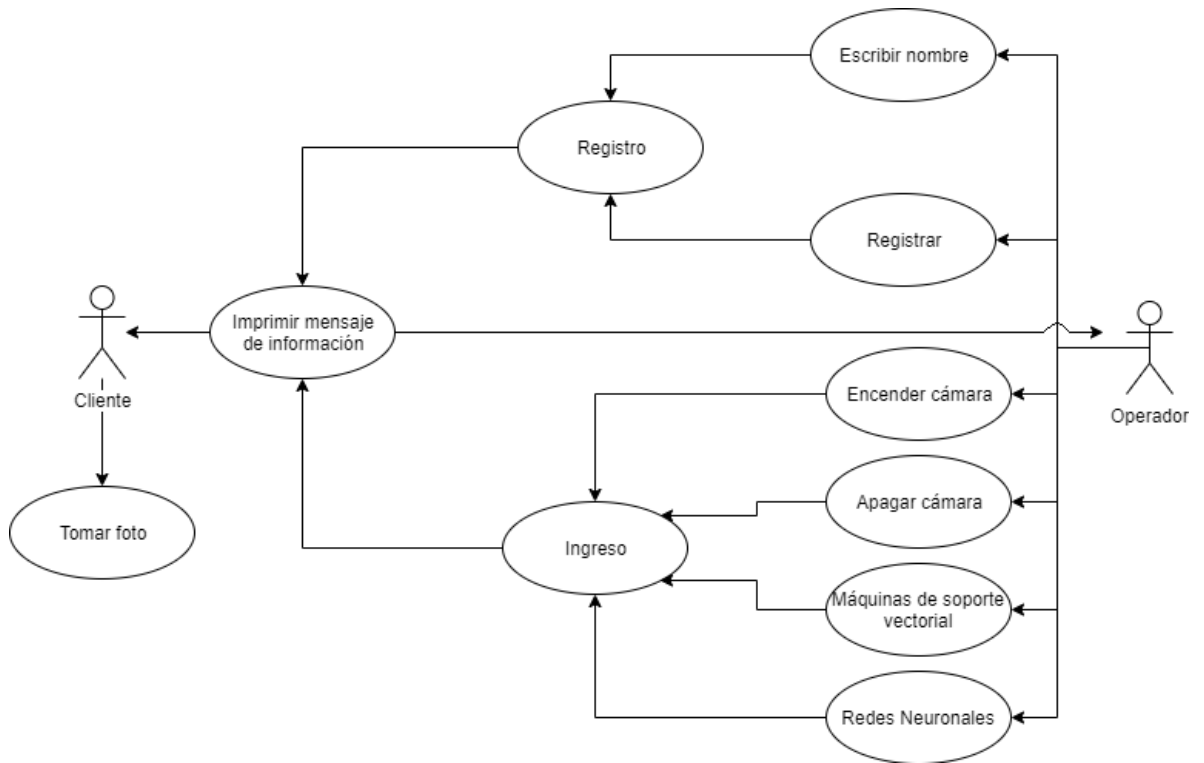 Escribir nombre
Registro
Registrar
Imprimir mensaje
de información
Cliente
Encender cámara
Operador
Apagar cámara
Tomar foto
Ingreso
Máquinas de soporte
vectorial
Redes Neuronales